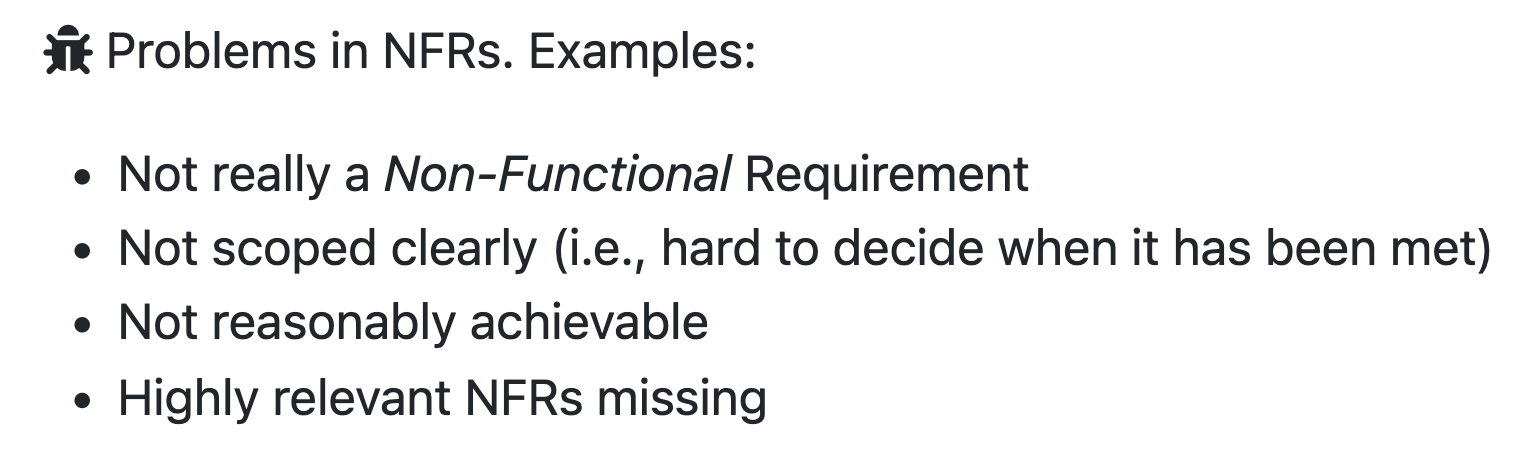 Problems in NFRs. Examples:
• Not really a Non-Functional Requirement
• Not scoped clearly (i.e., hard to decide when it has been met)
• Not reasonably achievable
• Highly relevant NFRs missing